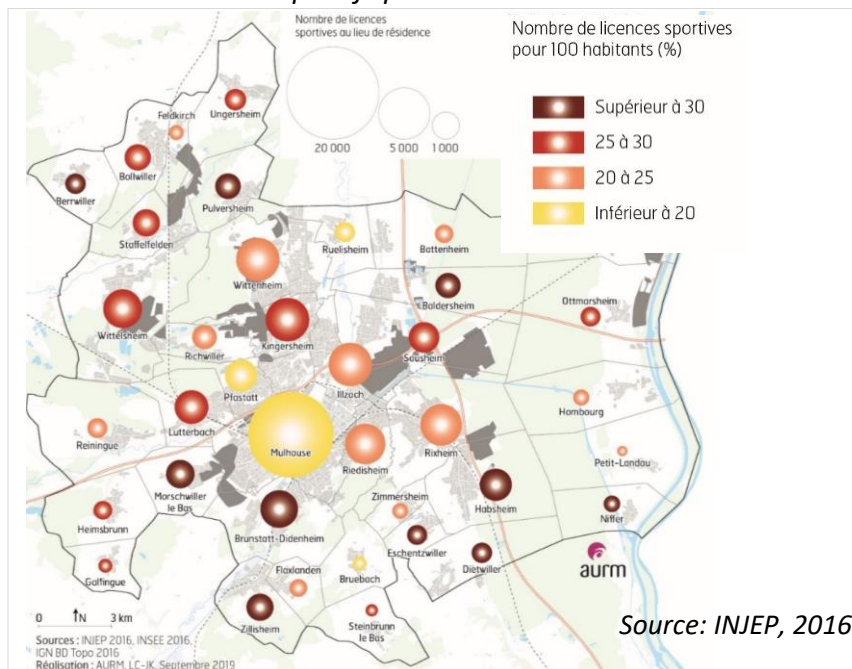 Nombre de licences
sportives au lieu de résidence
20 000
5 000
1 000
Nombre de licences sportives
pour 100 habitants (%)
Supérieur à 30
25 à 30
20 à 25
Inférieur à 20
Ungersheim
Feldkirch
Bollwiller
Berrwiller
Pulversheim
Staffelfelden
Ruelisheim
Battenheim
Wittenheim
Baldersheim
Ottmarsheim
Wittelsheim
Kingersheim
Sausheim
Richwiller
Pfastatt
Illzach
Hombourg
Lutterbach
Reiningue
Mulhouse
Riedisheim
Rixheim
Petit-Landau
Morschwiller
le Bas
Zimmersheim
Habsheim
Niffer
Heimsbrunn
Brunstatt-Didenheim
Eschentzwiller
Dietwiller
Galfingue
Flaxlanden
Bruebach
aurm
Zillisheim
Steinbrunn
le Bas
0 N 3 km
Source: INJEP, 2016
Sources : INJEP 2016, INSEE 2016,
IGN BD Topo 2016
Réalisation : AURM, LC-JK, Septembre 2019